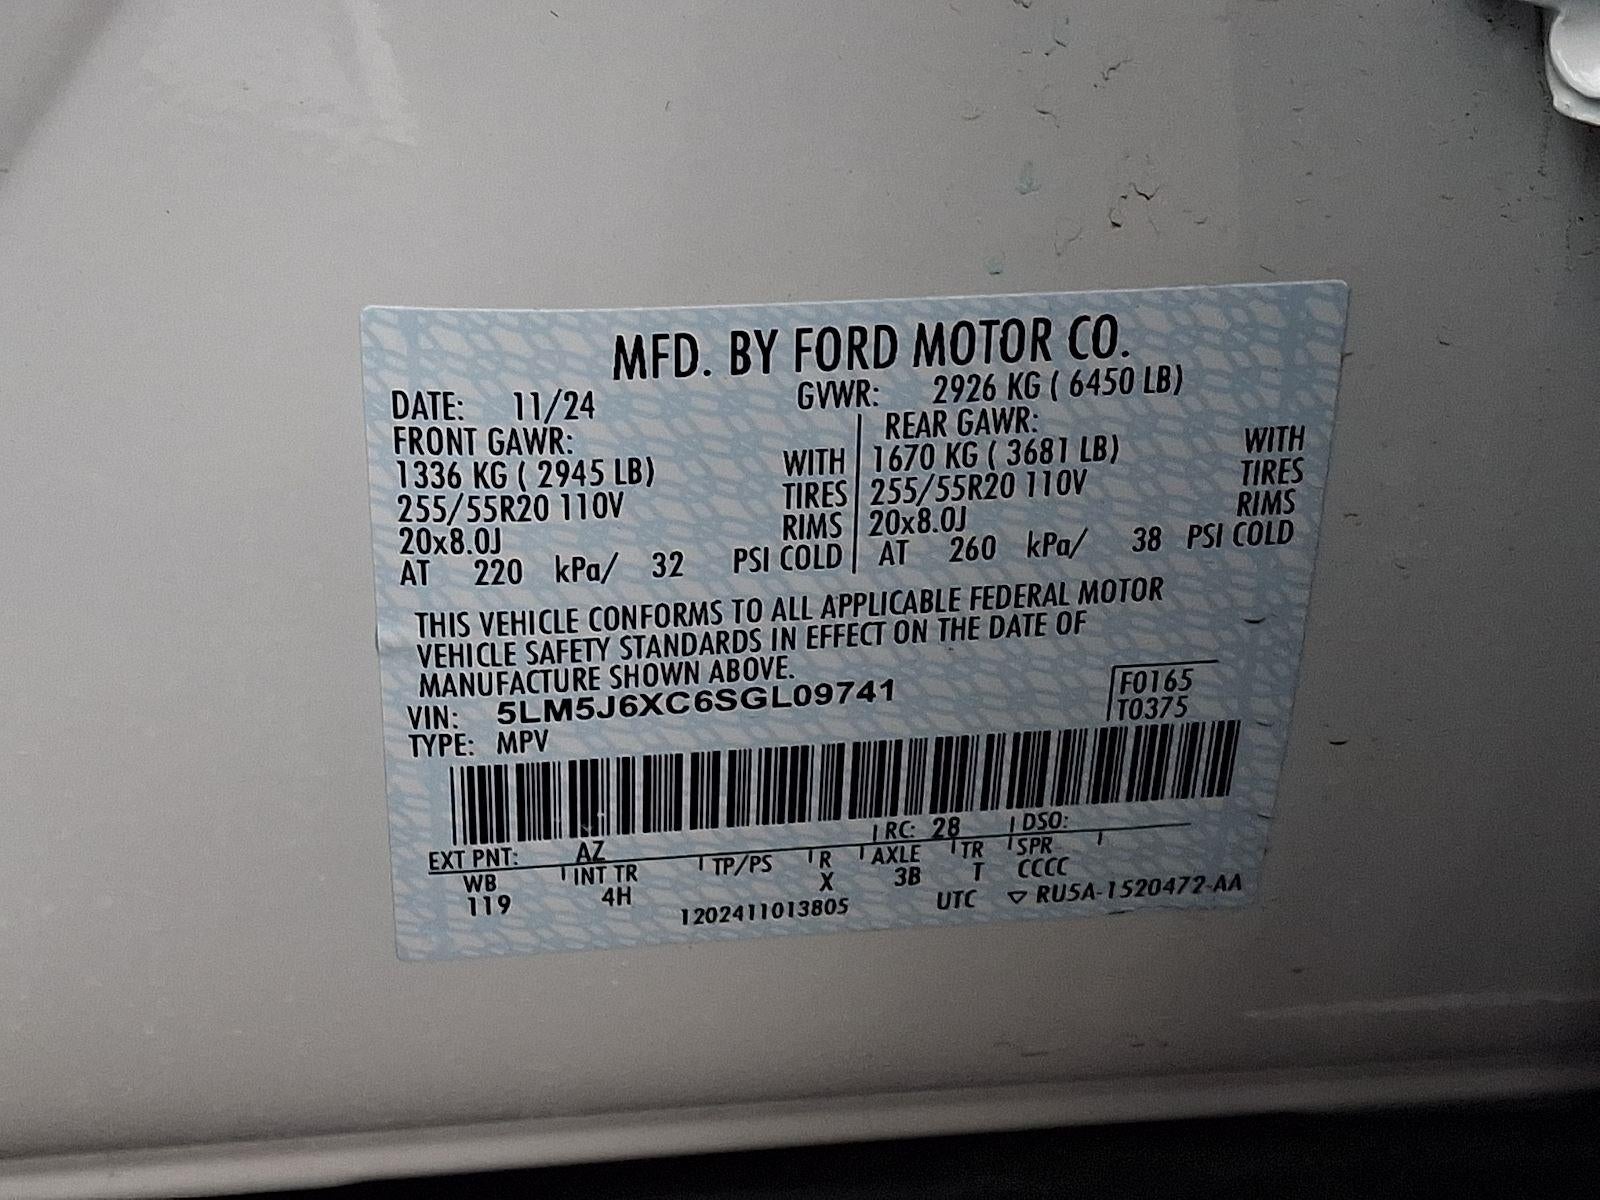 MFD. BY FORD MOTOR CO.
DATE: 11/24 GVWR: 2926 KG ( 6450 LB)
FRONT GAWR: REAR GAWR:
1336 KG ( 2945 LB) WITH 1670 KG ( 3681 LB) WITH
255/55R20 110V TIRES 255/55R20 110V TIRES
20x8.0J RIMS 20x8.0J RIMS
AT 220 kPa/ 32 PSI COLD AT 260 kPa/ 38 PSI COLD
THIS VEHICLE CONFORMS TO ALL APPLICABLE FEDERAL MOTOR
VEHICLE SAFETY STANDARDS IN EFFECT ON THE DATE OF
MANUFACTURE SHOWN ABOVE.
VIN: 5LM5J6XC6SGL09741 F0165
TYPE: MPV T0375
EXT PNT: AZ RC: 28 DSO:
WB INT TR TP/PS R AXLE TR SPR
119 4H X 3B T CCCC
1202411013805 UTC ▽ RU5A-1520472-AA